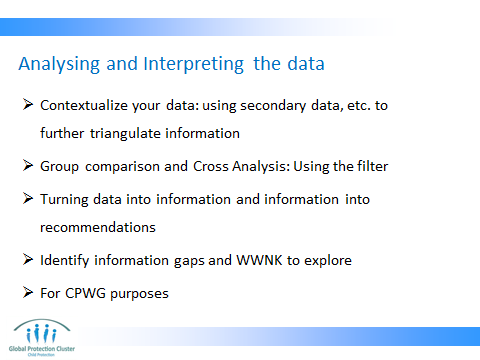 Analysing and Interpreting the data
➢ Contextualize your data: using secondary data, etc. to
further triangulate information
➢ Group comparison and Cross Analysis: Using the filter
➢ Turning data into information and information into
recommendations
➢ Identify information gaps and WWNK to explore
➢ For CPWG purposes
Global Protection Cluster
Child Protection